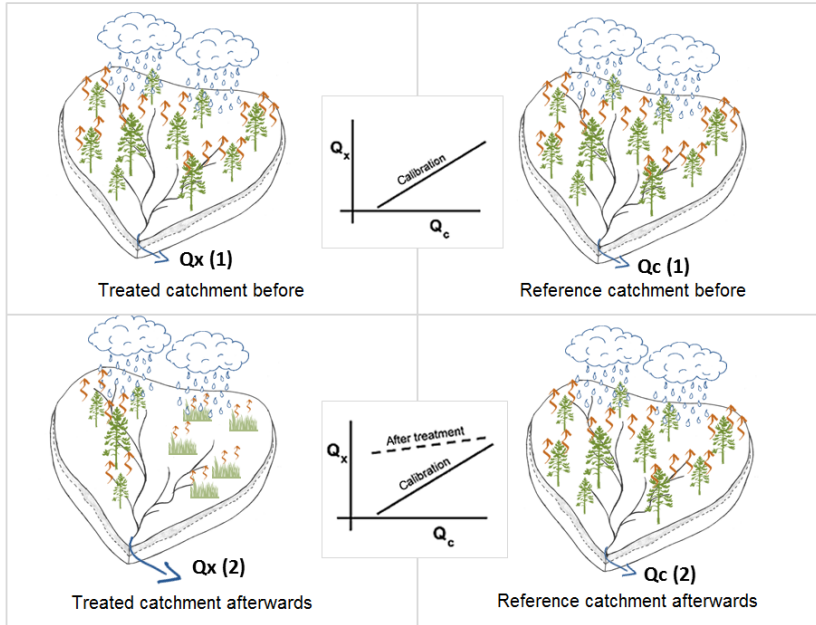 Qx
Calibration
Qc
Qx (1)
Treated catchment before
Qc (1)
Reference catchment before
After treatment
Qx
Calibration
Qc
Qx (2)
Treated catchment afterwards
Qc (2)
Reference catchment afterwards